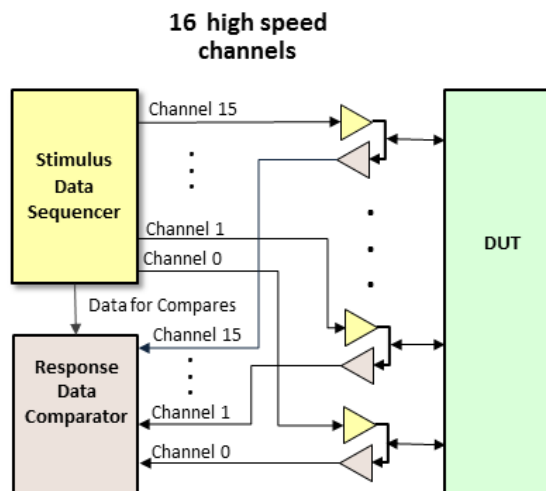 16 high speed
channels
Channel 15
Stimulus
Data
Sequencer
Channel 1
Channel 0
DUT
Data for Compares
Channel 15
Response
Data
Comparator
Channel 1
Channel 0